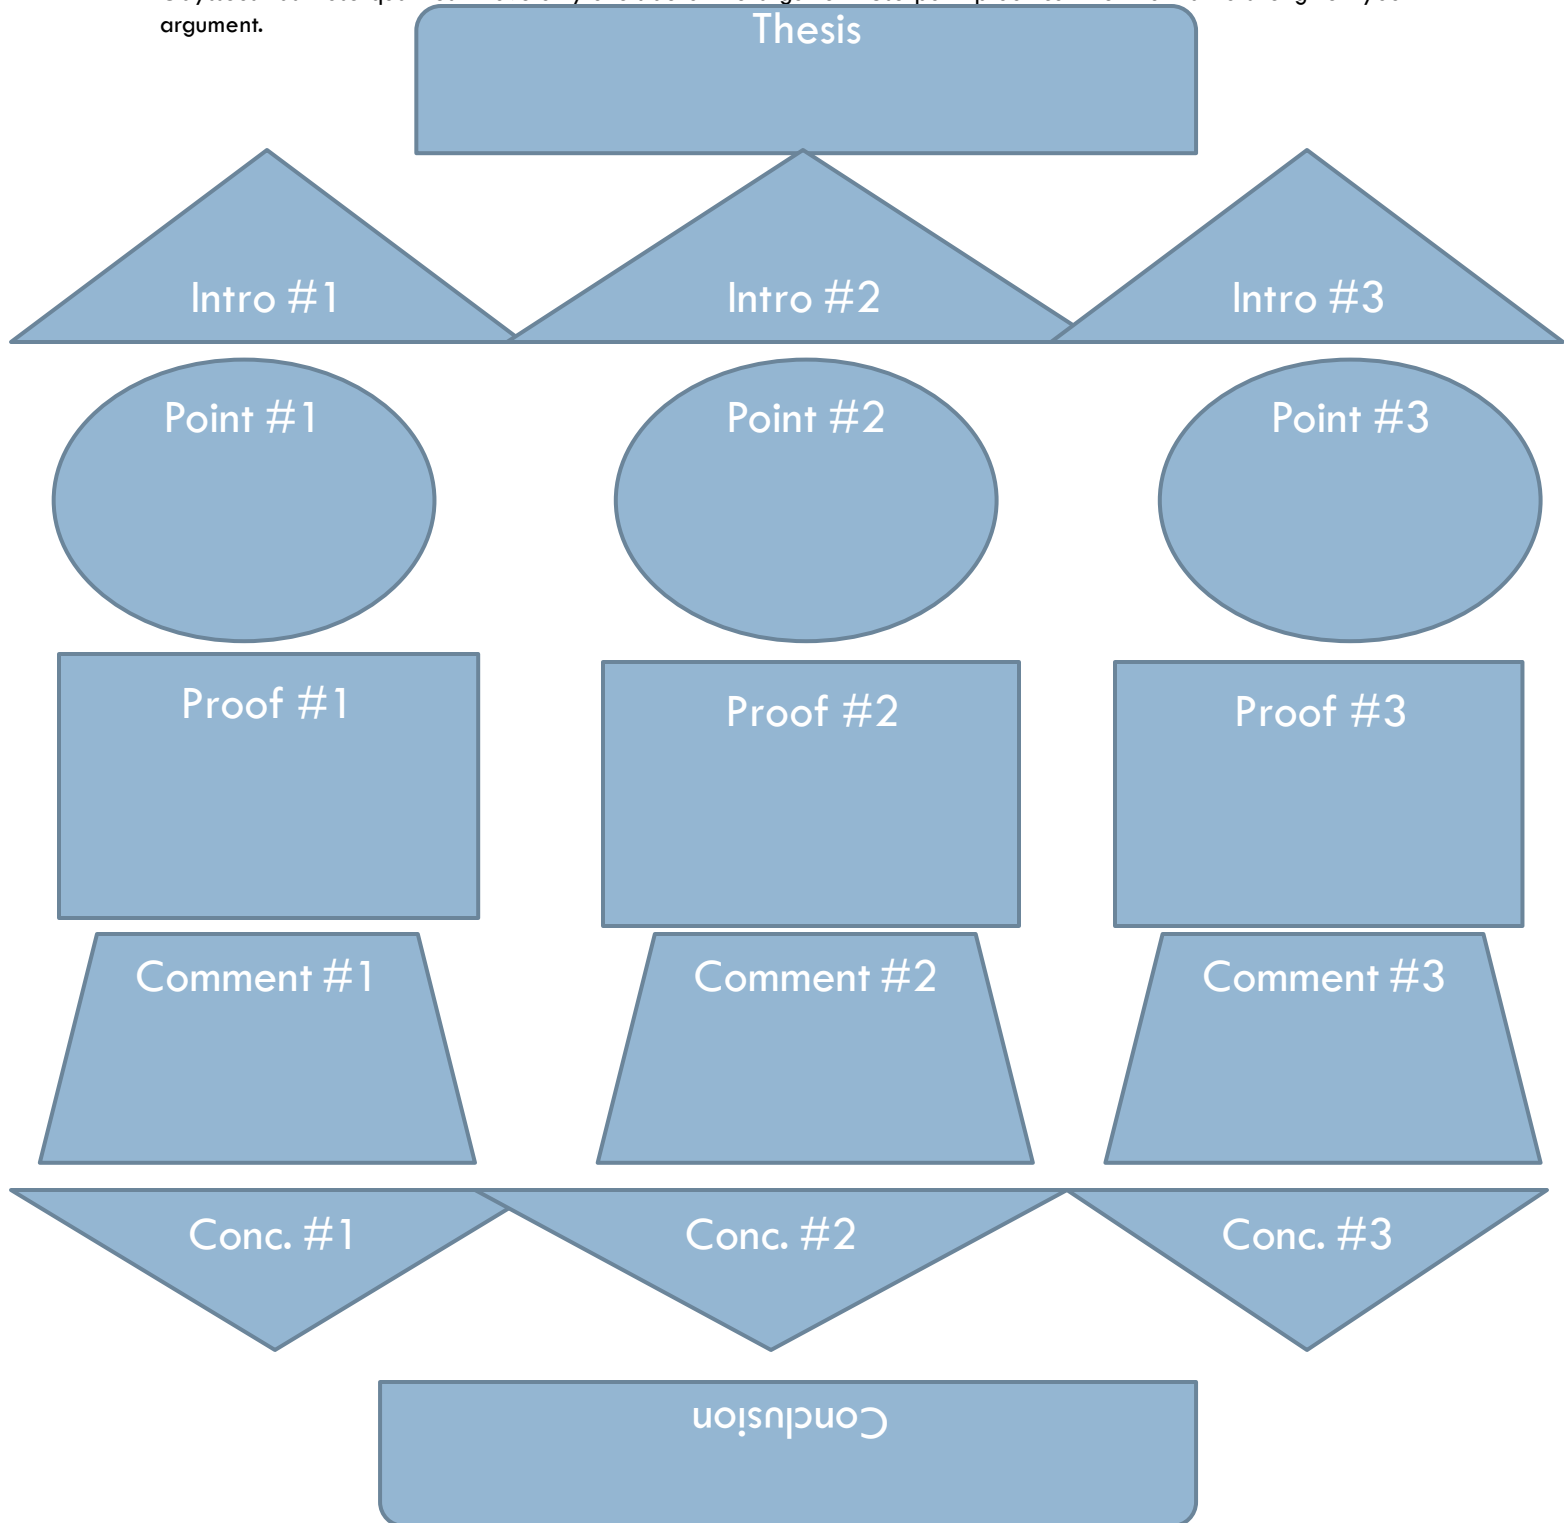 argument.
Thesis
Intro #1 Intro #2 Intro #3
Point #1 Point #2 Point #3
Proof #1 Proof #2 Proof #3
Comment #1 Comment #2 Comment #3
Conc. #1 Conc. #2 Conc. #3
Conclusion